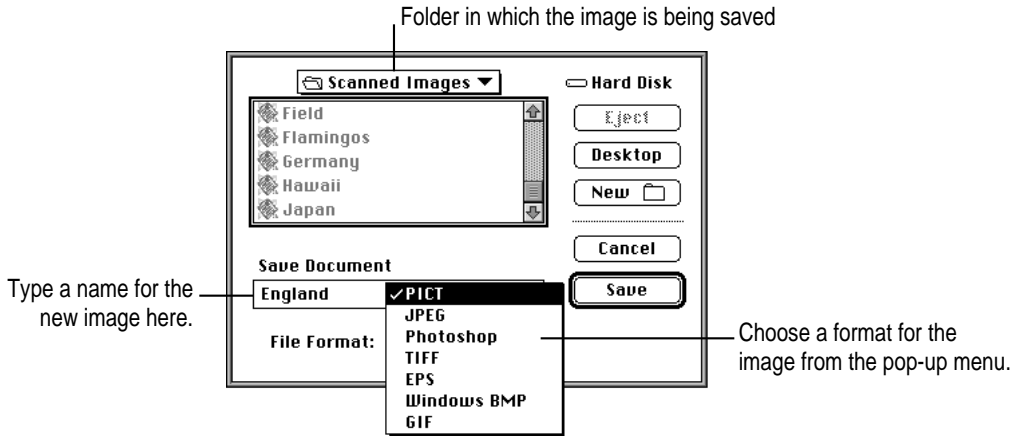 Folder in which the image is being saved
Scanned Images
Hard Disk
Field
Flamingos
Germany
Hawaii
Japan
Eject
Desktop
New
Cancel
Save
Save Document
England
File Format:
PICT
JPEG
Photoshop
TIFF
EPS
Windows BMP
GIF
Type a name for the
new image here.
Choose a format for the
image from the pop-up menu.